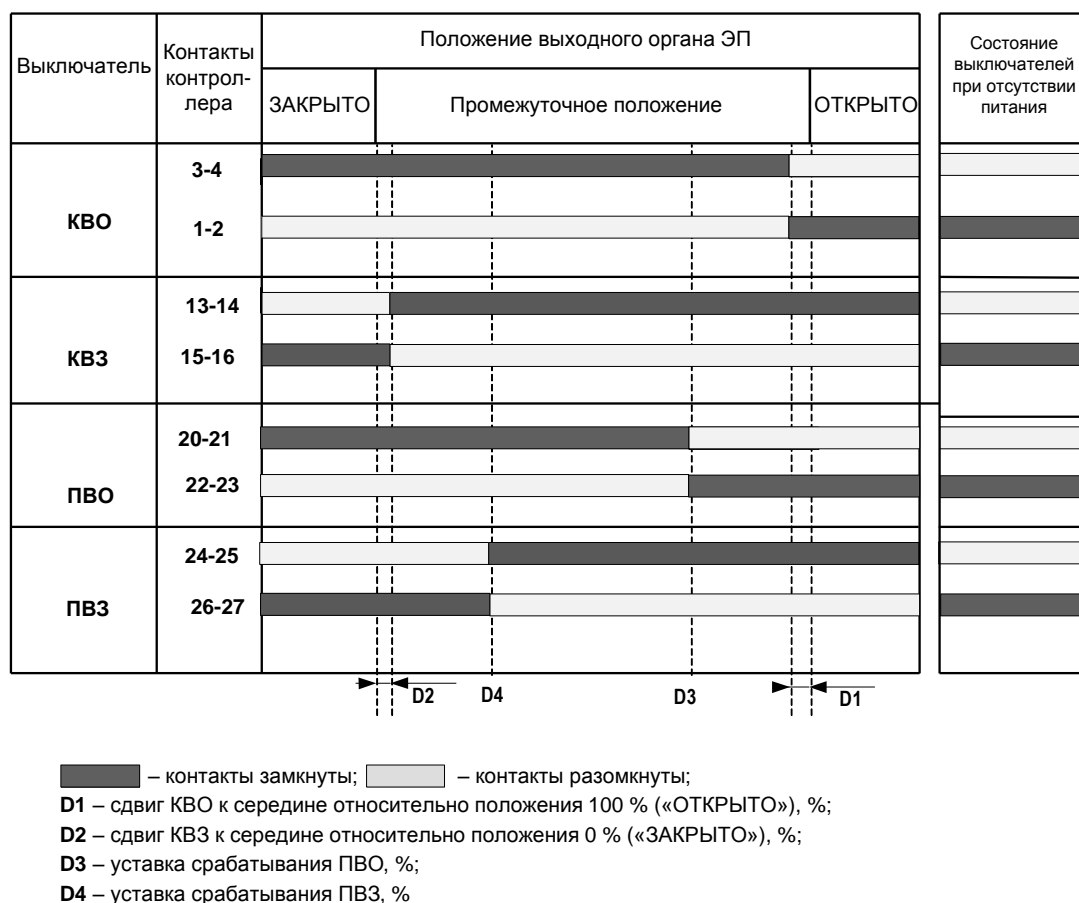 Выключатель
Контакты
контрол-
лера
Положение выходного органа ЭП
ЗАКРЫТО
Промежуточное положение
ОТКРЫТО
Состояние
выключателей
при отсутствии
питания
КВО
3-4
1-2
КВЗ
13-14
15-16
ПВО
20-21
22-23
ПВЗ
24-25
26-27
D2
D4
D3
D1
– контакты замкнуты;
– контакты разомкнуты;
D1 – сдвиг КВО к середине относительно положения 100 % («ОТКРЫТО»), %;
D2 – сдвиг КВЗ к середине относительно положения 0 % («ЗАКРЫТО»), %;
D3 – уставка срабатывания ПВО, %;
D4 – уставка срабатывания ПВЗ, %